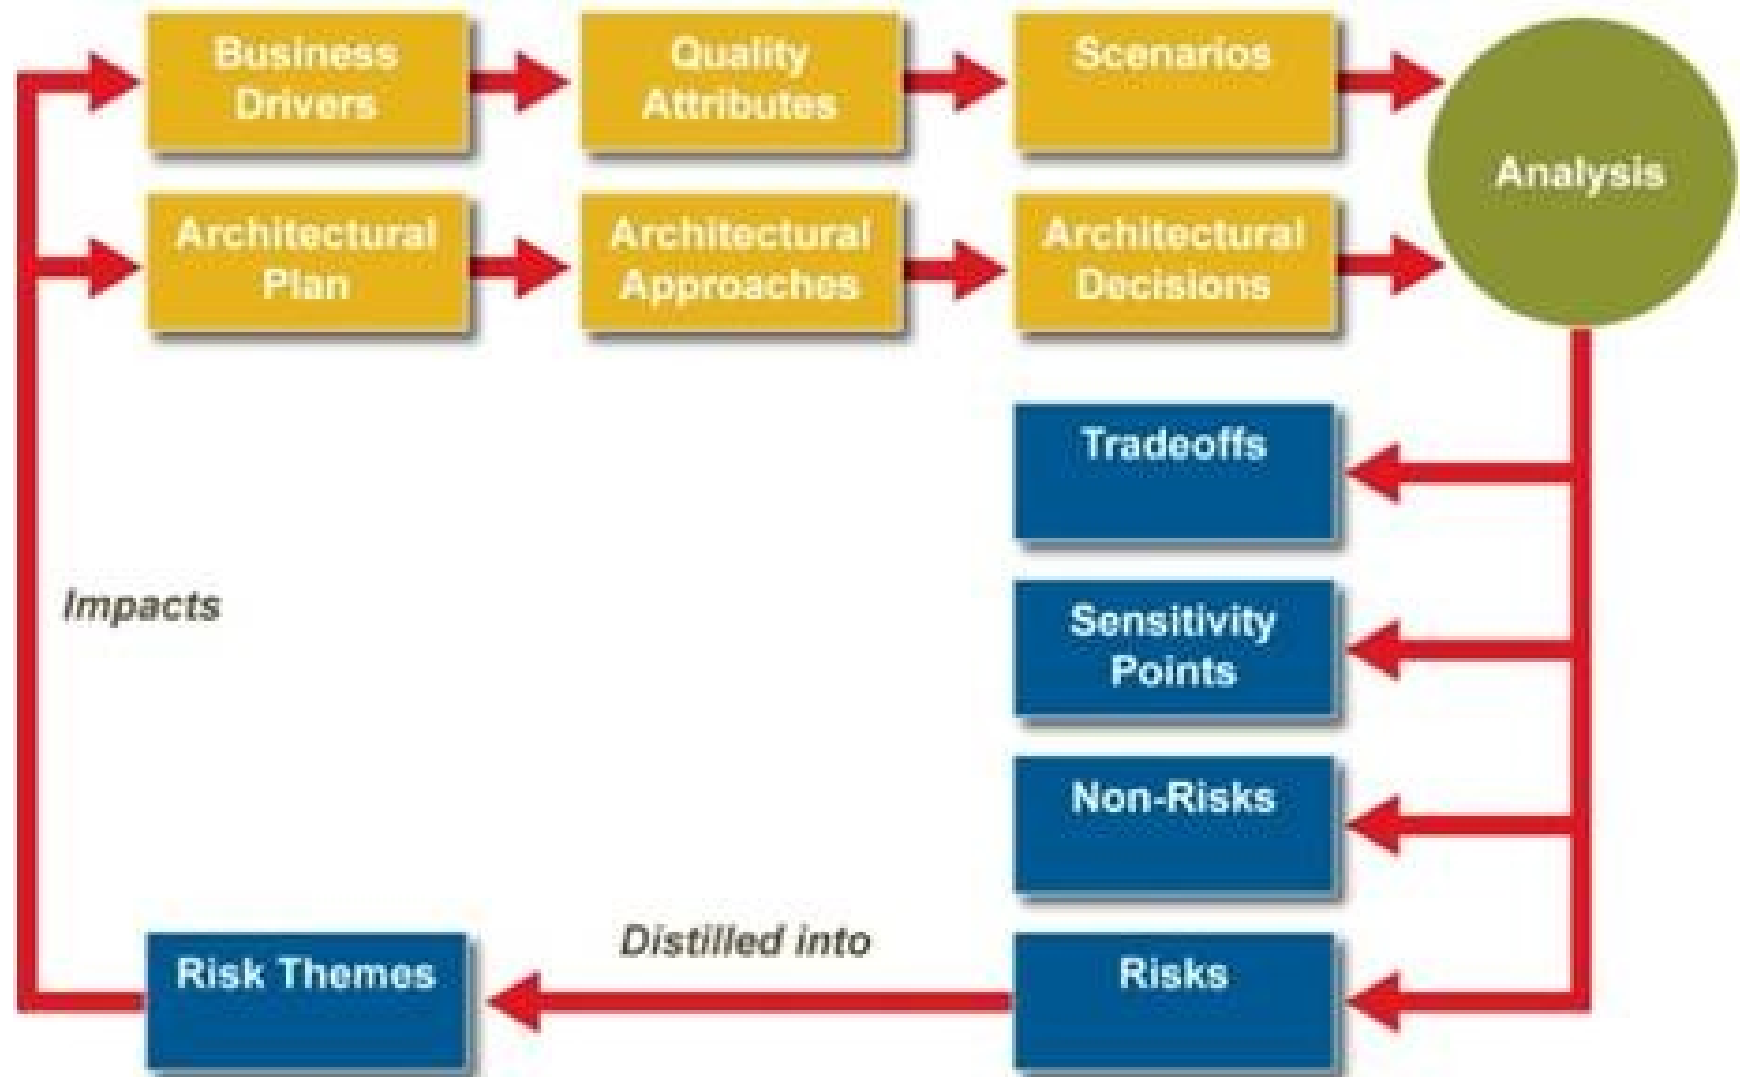 Business
Drivers
Quality
Attributes
Scenarios
Analysis
Architectural
Plan
Architectural
Approaches
Architectural
Decisions
Tradeoffs
Impacts
Sensitivity
Points
Non-Risks
Distilled into
Risk Themes
Risks